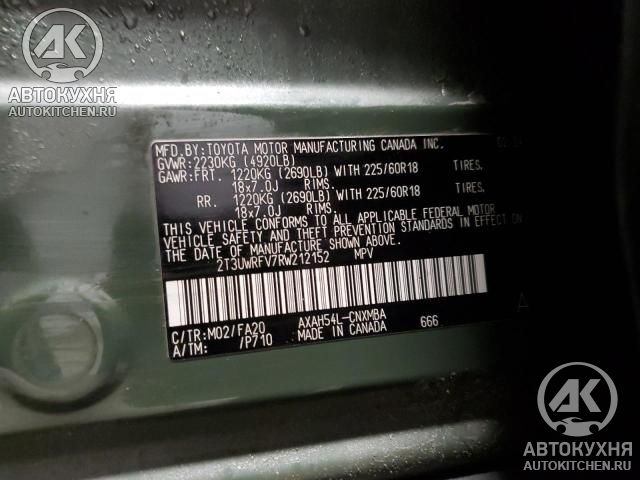 АК
АВТОКУХНЯ
AUTOKITCHEN.RU
MFD.BY:TOYOTA MOTOR MANUFACTURING CANADA INC.
GVWR:2230KG (4920LB)
GAWR:FRT. 1220KG (2690LB) WITH 225/60R18 TIRES.
18x7.0J RIMS.
RR. 1220KG (2690LB) WITH 225/60R18 TIRES.
18x7.0J RIMS.
THIS VEHICLE CONFORMS TO ALL APPLICABLE FEDERAL MOTOR
VEHICLE SAFETY AND THEFT PREVENTION STANDARDS IN EFFECT ON
THE DATE OF MANUFACTURE SHOWN ABOVE.
2T3UWRFV7RW212152 MPV
C/TR:M02/FA20 AXAH54L-CNXMBA 666
A/TM: /P710 MADE IN CANADA
АК
АВТОКУХНЯ
AUTOKITCHEN.RU